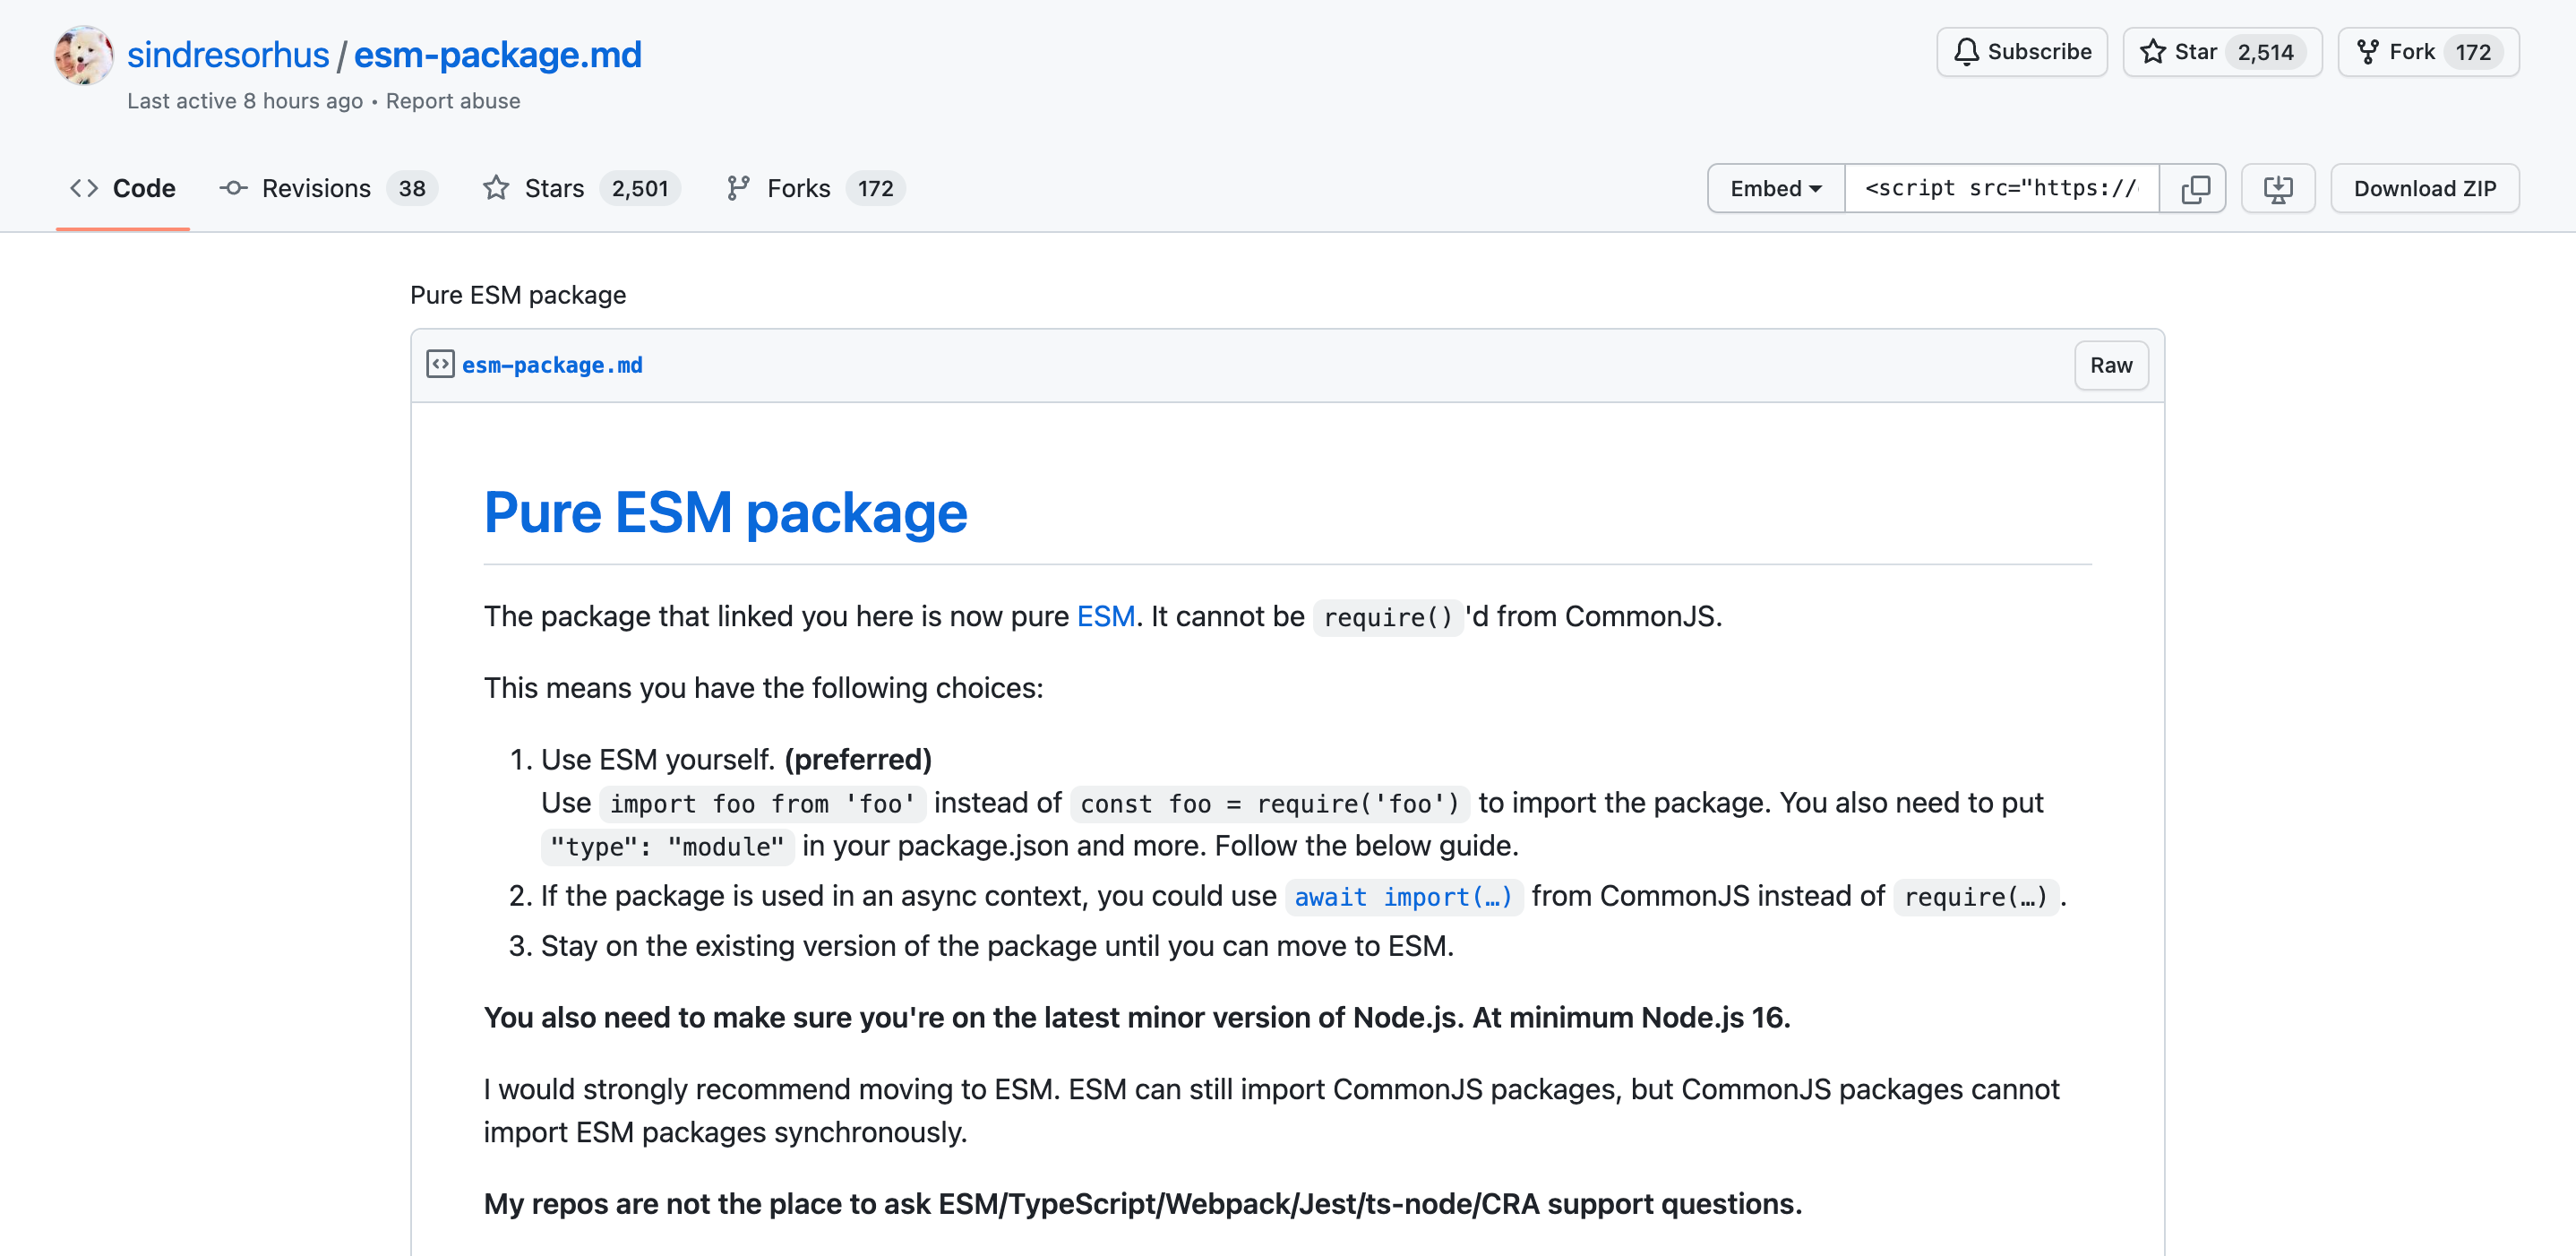 sindresorhus / esm-package.md
Subscribe
Star 2,514
Fork 172
Last active 8 hours ago • Report abuse
Code
Revisions 38
Stars 2,501
Forks 172
Embed
<script src="https://
Download ZIP
Pure ESM package
esm-package.md
Raw
Pure ESM package
The package that linked you here is now pure ESM. It cannot be require() 'd from CommonJS.
This means you have the following choices:
1. Use ESM yourself. (preferred)
Use import foo from 'foo' instead of const foo = require('foo') to import the package. You also need to put
"type": "module" in your package.json and more. Follow the below guide.
2. If the package is used in an async context, you could use await import(…) from CommonJS instead of require(…) .
3. Stay on the existing version of the package until you can move to ESM.
You also need to make sure you're on the latest minor version of Node.js. At minimum Node.js 16.
I would strongly recommend moving to ESM. ESM can still import CommonJS packages, but CommonJS packages cannot
import ESM packages synchronously.
My repos are not the place to ask ESM/TypeScript/Webpack/Jest/ts-node/CRA support questions.